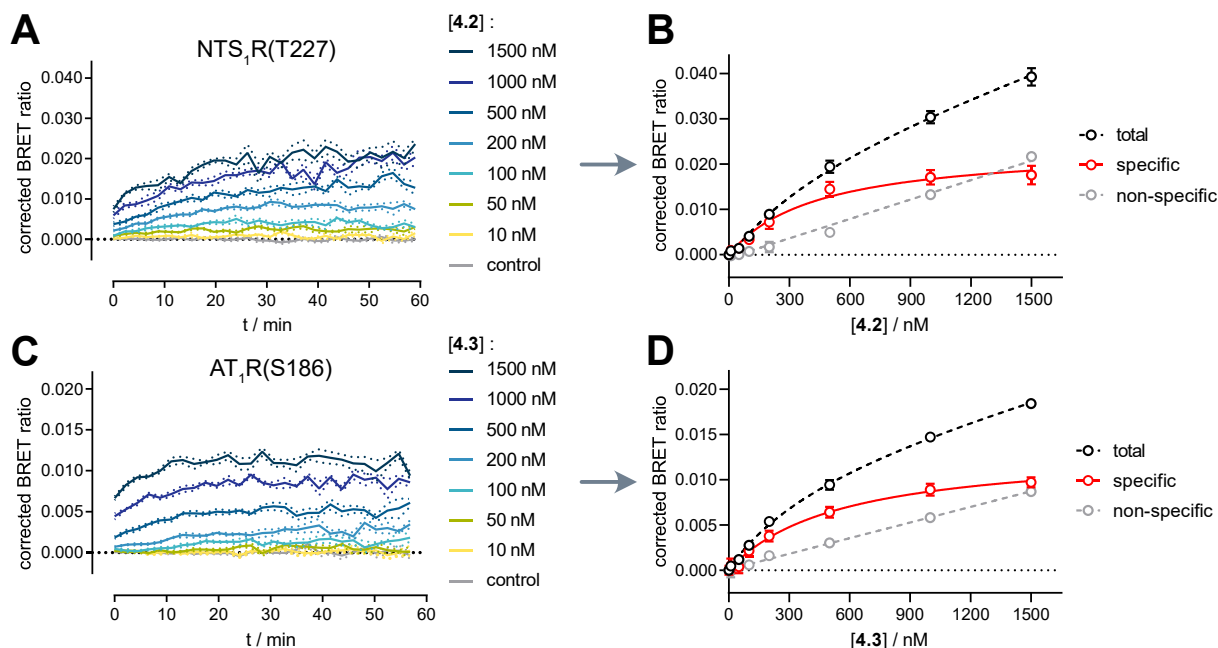 A
NTS1R(T227)
corrected BRET ratio
0.040
0.030
0.020
0.010
0.000
0 10 20 30 40 50 60
t / min
[4.2] :
1500 nM
1000 nM
500 nM
200 nM
100 nM
50 nM
10 nM
control
B
corrected BRET ratio
0.040
0.030
0.020
0.010
0.000
0 300 600 900 1200 1500
[4.2] / nM
total
specific
non-specific
C
AT1R(S186)
corrected BRET ratio
0.020
0.015
0.010
0.005
0.000
0 10 20 30 40 50 60
t / min
[4.3] :
1500 nM
1000 nM
500 nM
200 nM
100 nM
50 nM
10 nM
control
D
corrected BRET ratio
0.020
0.015
0.010
0.005
0.000
0 300 600 900 1200 1500
[4.3] / nM
total
specific
non-specific